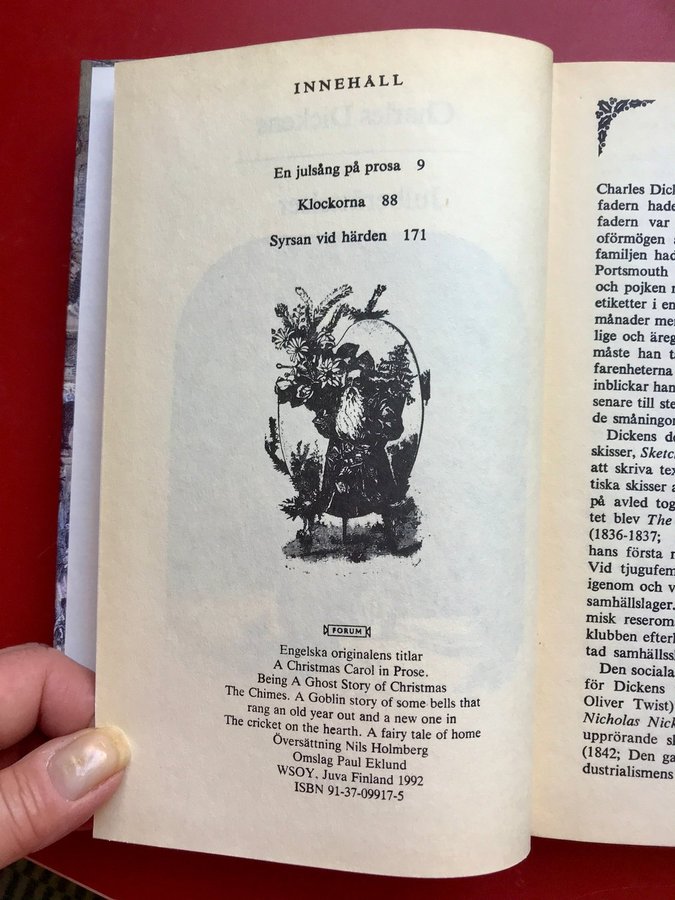 INNEHÅLL
En julsång på prosa 9
Klockorna 88
Syrsan vid härden 171
FORUM
Engelska originalens titlar
A Christmas Carol in Prose.
Being A Ghost Story of Christmas
The Chimes. A Goblin story of some bells that
rang an old year out and a new one in
The cricket on the hearth. A fairy tale of home
Översättning Nils Holmberg
Omslag Paul Eklund
WSOY, Juva Finland 1992
ISBN 91-37-09917-5
Charles Dick
fadern hade
fadern var
oförmögen a
familjen had
Portsmouth
och pojken m
etiketter i en
månader me
lige och äreg
måste han t
farenheterna
inblickar han
senare till ste
de småningom
Dickens de
skisser, Sketc
att skriva tex
tiska skisser a
på avled tog
tet blev The
(1836-1837;
hans första r
Vid tjugufem
igenom och v
samhällslager.
misk reserom
klubben efterl
tad samhällssk
Den sociala
för Dickens
Oliver Twist)
Nicholas Nick
upprörande sk
(1842; Den ga
dustrialismens